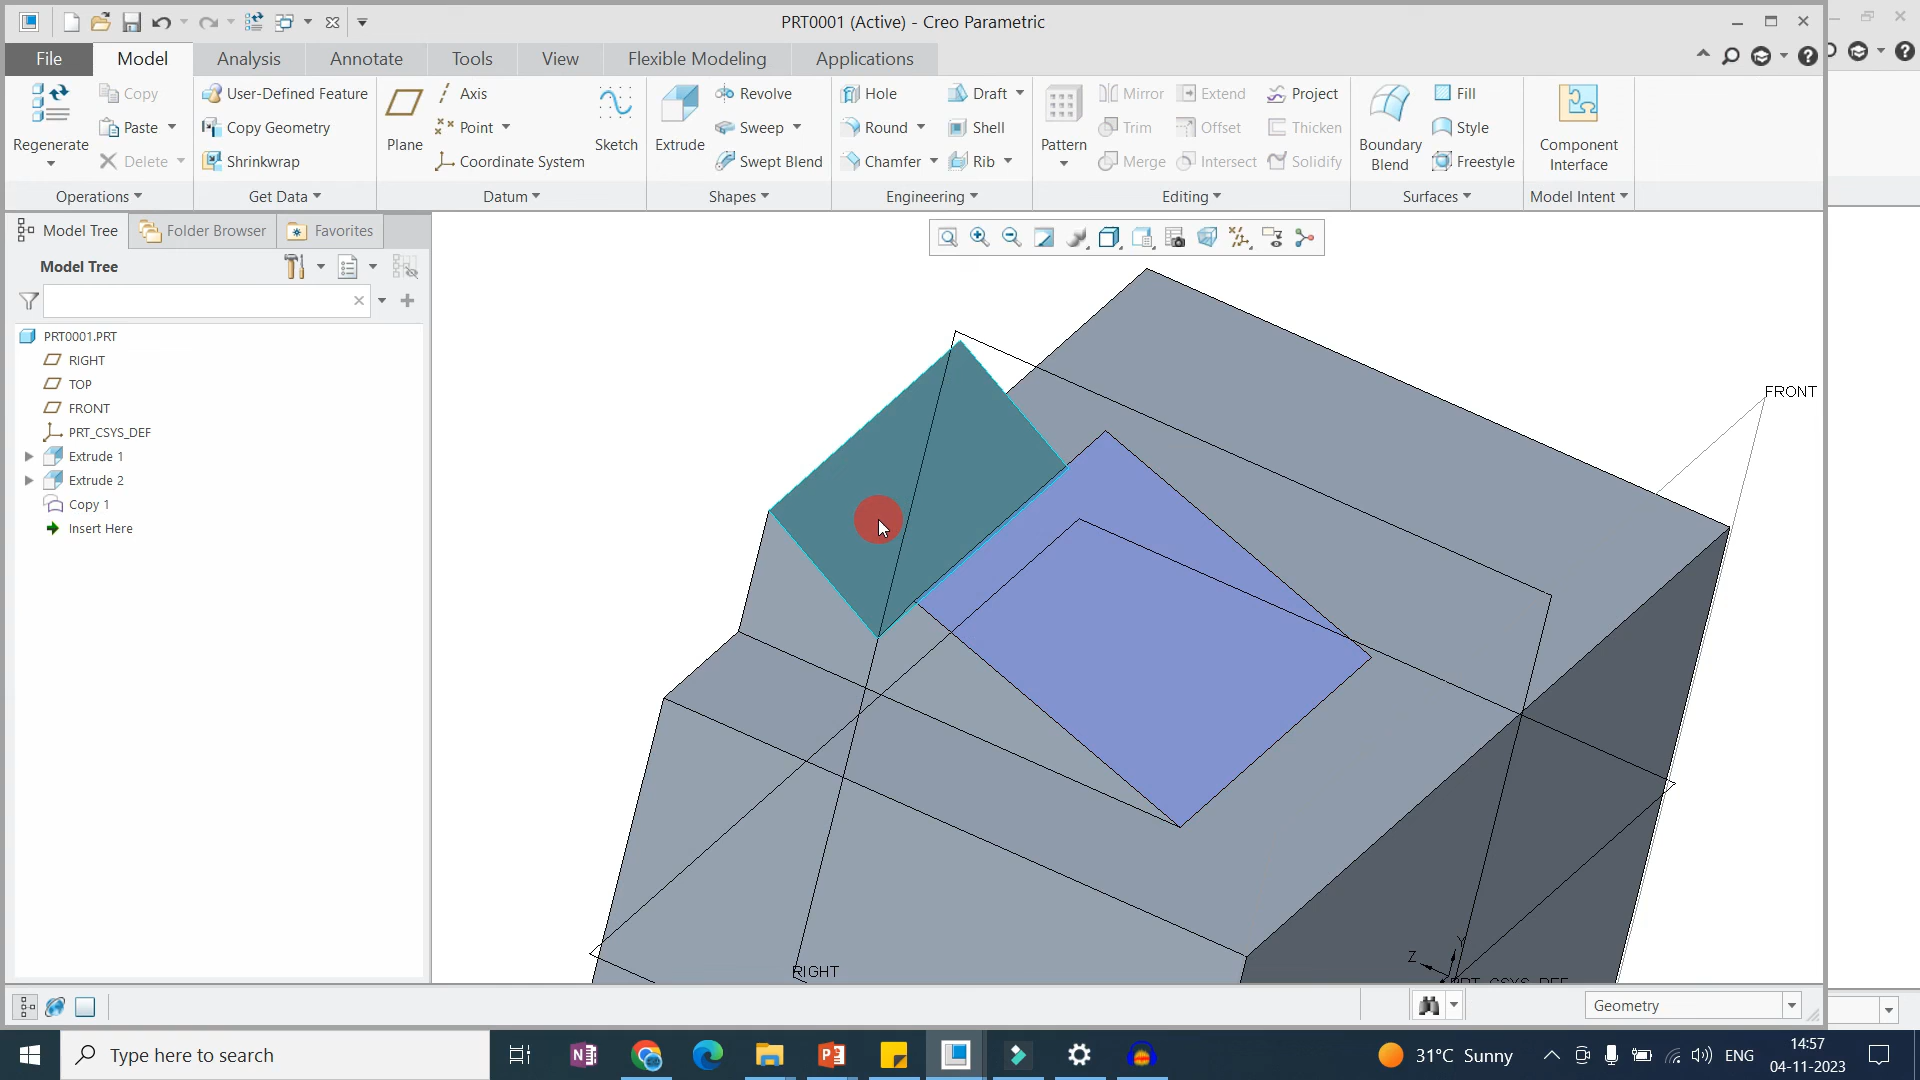 PRT0001 (Active) - Creo Parametric
File Model Analysis Annotate Tools View Flexible Modeling Applications
Regenerate
Copy
Paste
Delete
Operations
User-Defined Feature
Copy Geometry
Shrinkwrap
Get Data
Plane
Axis
Point
Coordinate System
Sketch
Datum
Extrude
Revolve
Sweep
Swept Blend
Shapes
Hole
Round
Chamfer
Draft
Shell
Rib
Engineering
Pattern
Mirror
Trim
Merge
Extend
Offset
Intersect
Project
Thicken
Solidify
Editing
Boundary
Blend
Fill
Style
Freestyle
Surfaces
Component
Interface
Model Intent
Model Tree Folder Browser Favorites
Model Tree
PRT0001.PRT
RIGHT
TOP
FRONT
PRT_CSYS_DEF
Extrude 1
Extrude 2
Copy 1
Insert Here
FRONT
RIGHT
Z
Y
PRT_CSYS_DEF
Geometry
Type here to search
31°C Sunny
ENG
14:57
04-11-2023